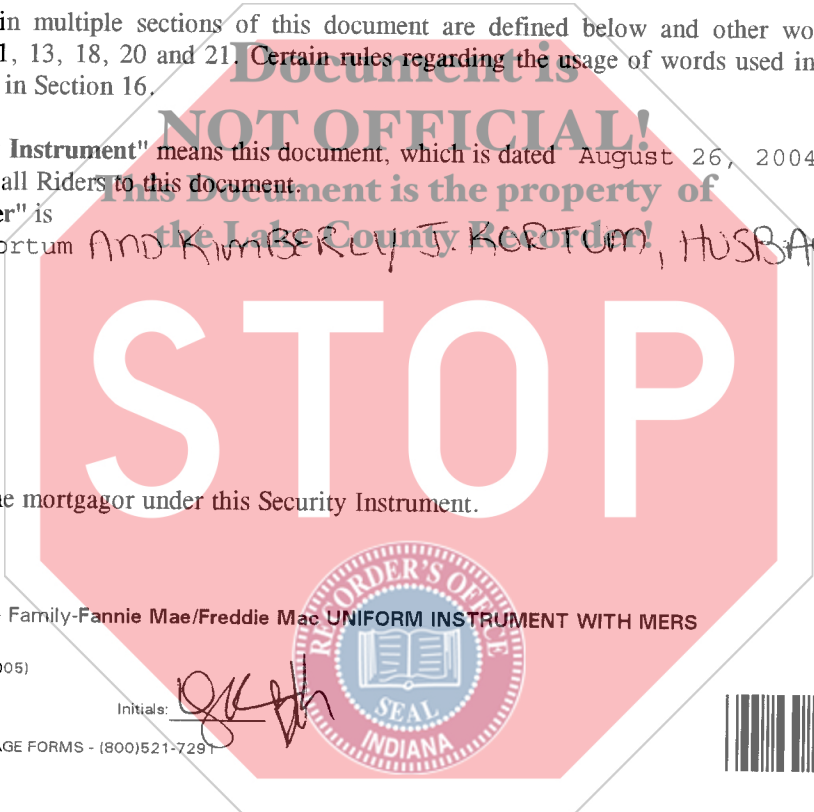 in multiple sections of this document are defined below and other wo
1, 13, 18, 20 and 21. Certain rules regarding the usage of words used in
in Section 16.
Document is
NOT OFFICIAL!
This Document is the property of
the Lake County Recorder!
Instrument" means this document, which is dated August 26, 2004
all Riders to this document.
er" is
ortum AND KIMBERLY J. KORTUM, HUSBA
STOP
e mortgagor under this Security Instrument.
Family-Fannie Mae/Freddie Mac UNIFORM INSTRUMENT WITH MERS
005)
Initials:
GE FORMS - (800)521-7291
RECORDER'S OFFICE
SEAL
INDIANA